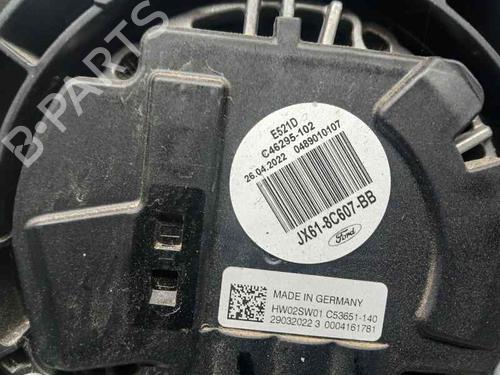 B-PARTS
E521D
C46295-102
26.04.2022 0489010107
JX61-8C607-BB
Ford
MADE IN GERMANY
HW02SW01 C53651-140
29032022 3 0004161781